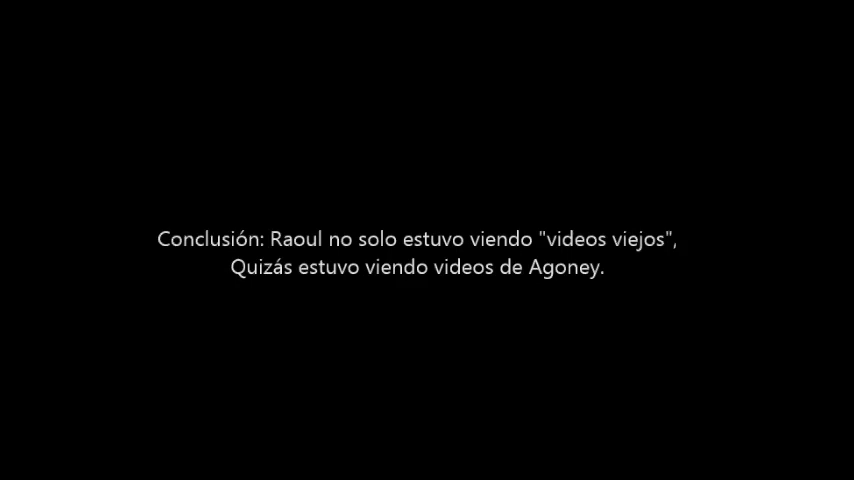 Conclusión: Raoul no solo estuvo viendo "videos viejos",
Quizás estuvo viendo videos de Agoney.